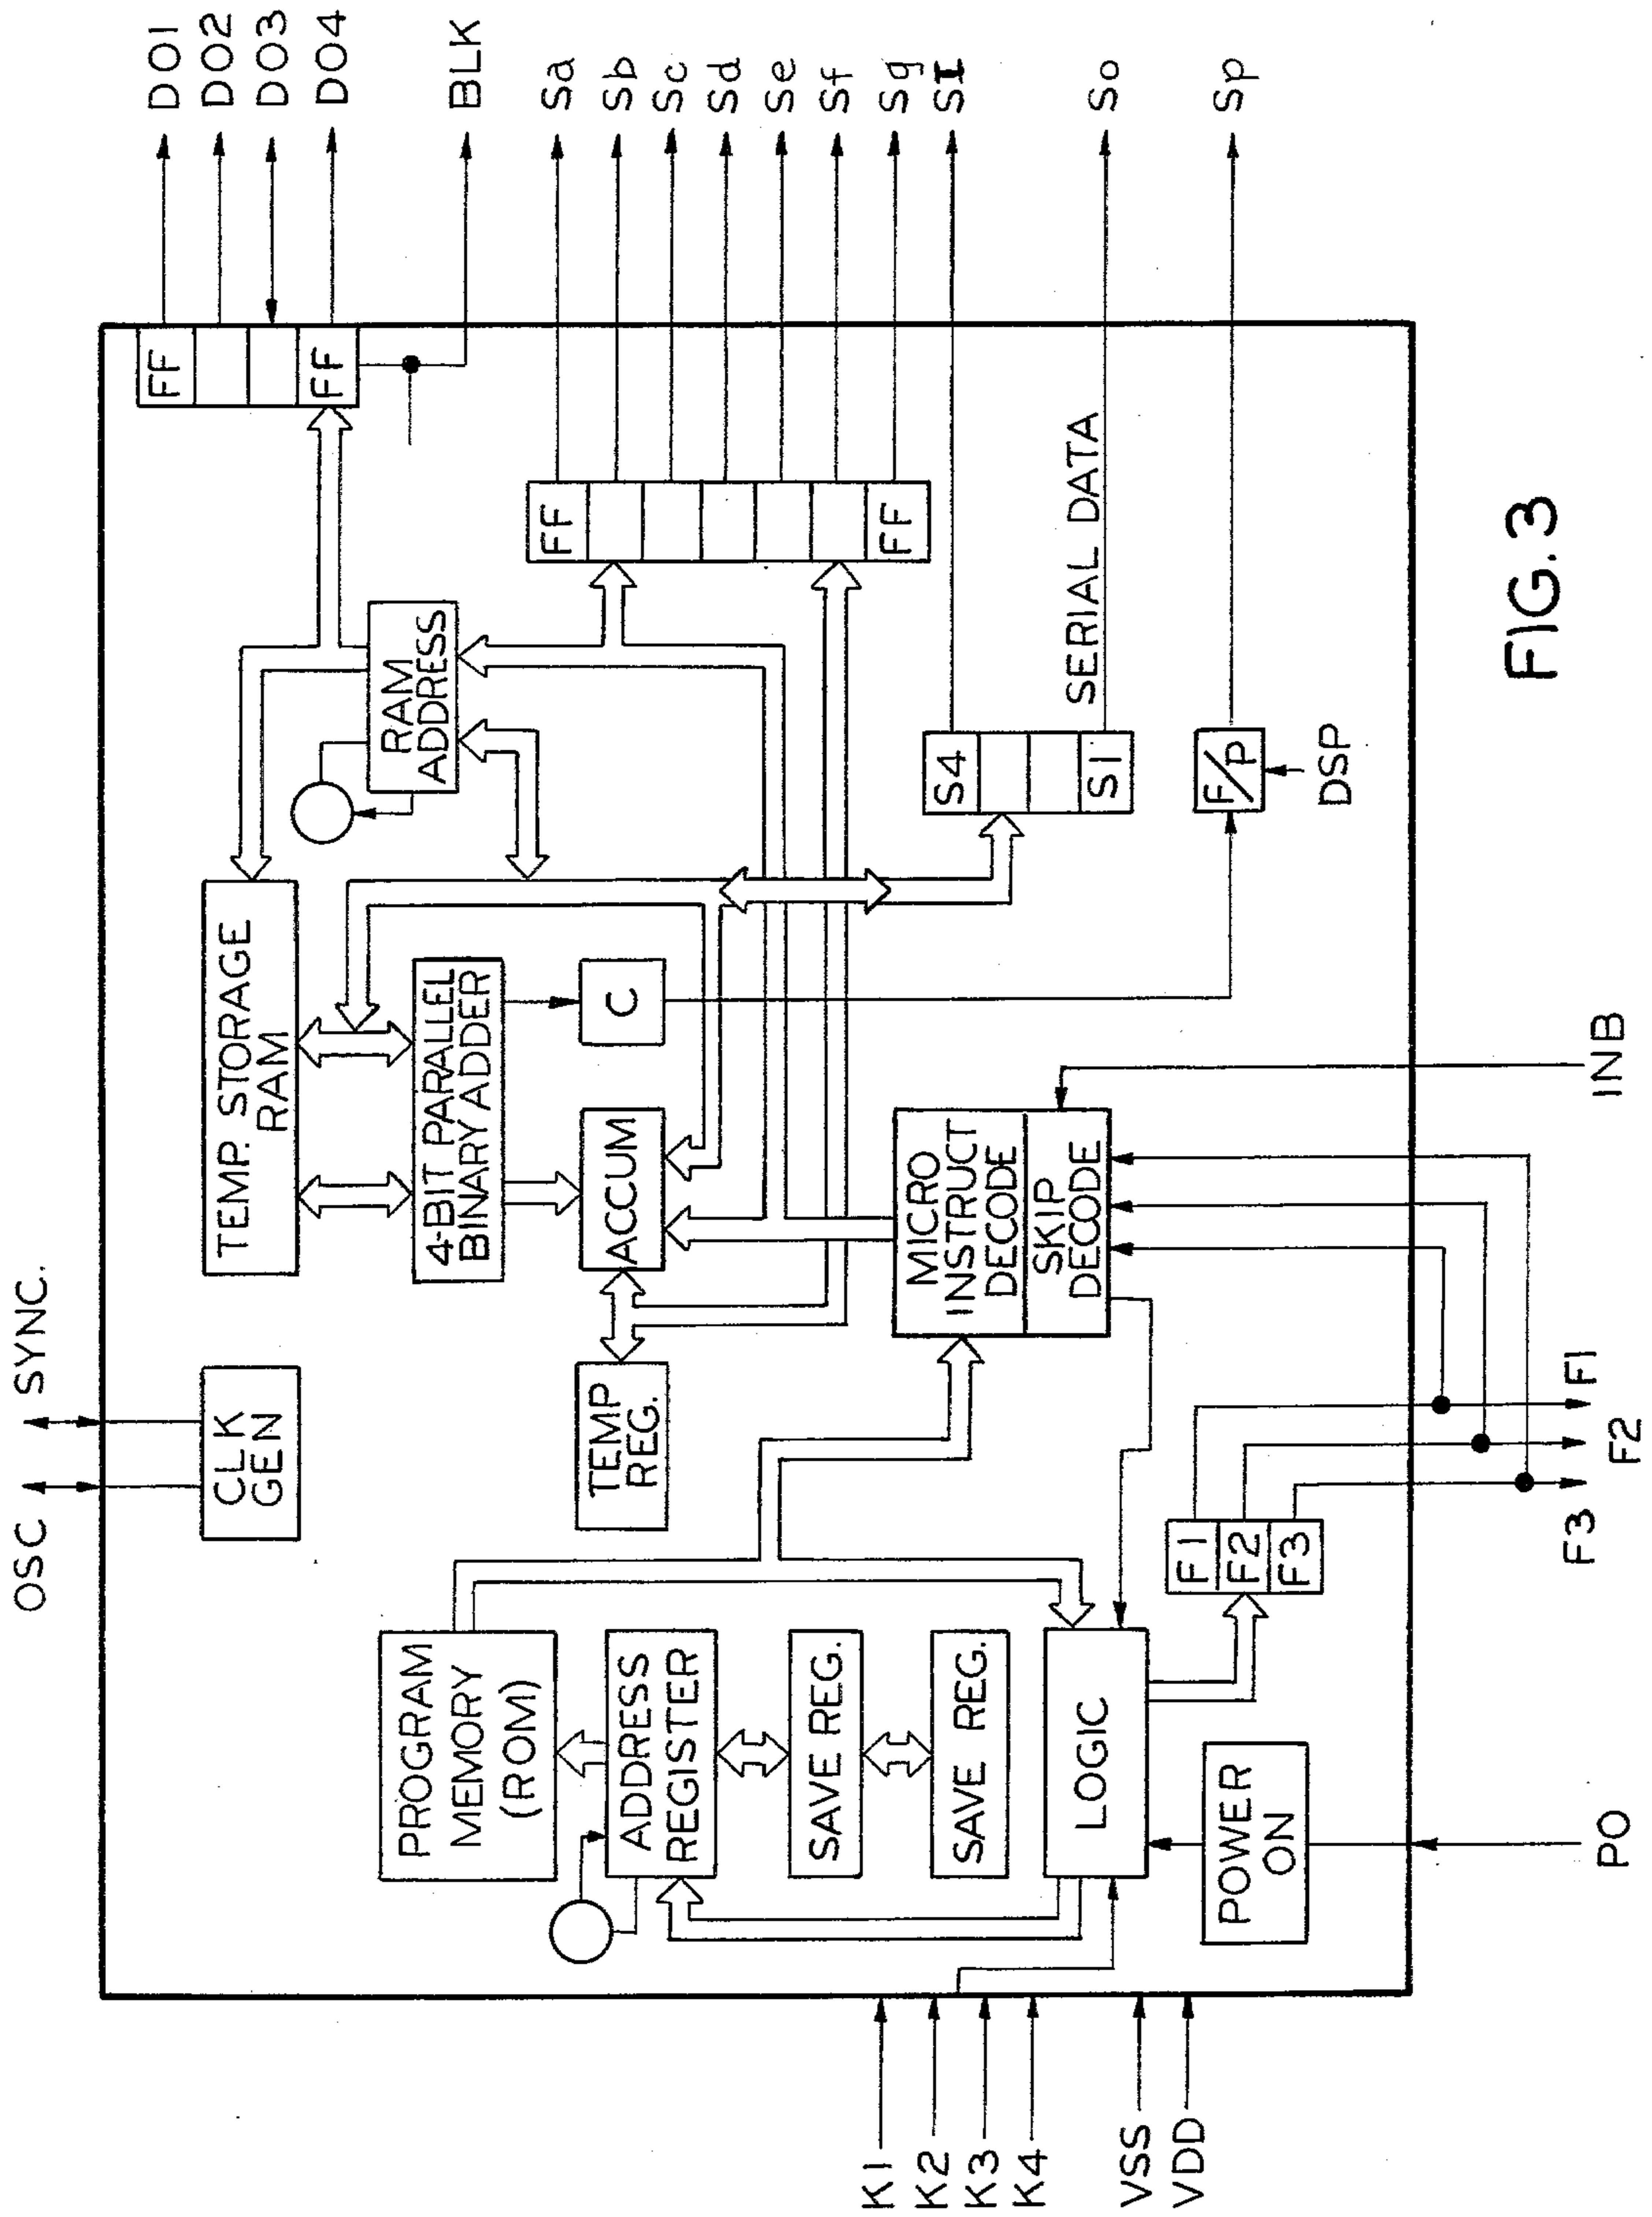 OSC
SYNC.
CLK
GEN
TEMP. STORAGE
RAM
DO1
DO2
DO3
DO4
BLK
FF
FF
RAM
ADDRESS
4-BIT PARALLEL
BINARY ADDER
C
ACCUM
TEMP
REG.
PROGRAM
MEMORY
(ROM)
ADDRESS
REGISTER
SAVE REG.
SAVE REG.
LOGIC
POWER
ON
MICRO
INSTRUCT
DECODE
SKIP
DECODE
F1
F2
F3
FF
FF
Sa
Sb
Sc
Sd
Se
Sf
Sg
SI
So
Sp
S4
S1
SERIAL DATA
F/P
DSP
K1
K2
K3
K4
VSS
VDD
PO
F3
F2
F1
INB
FIG. 3